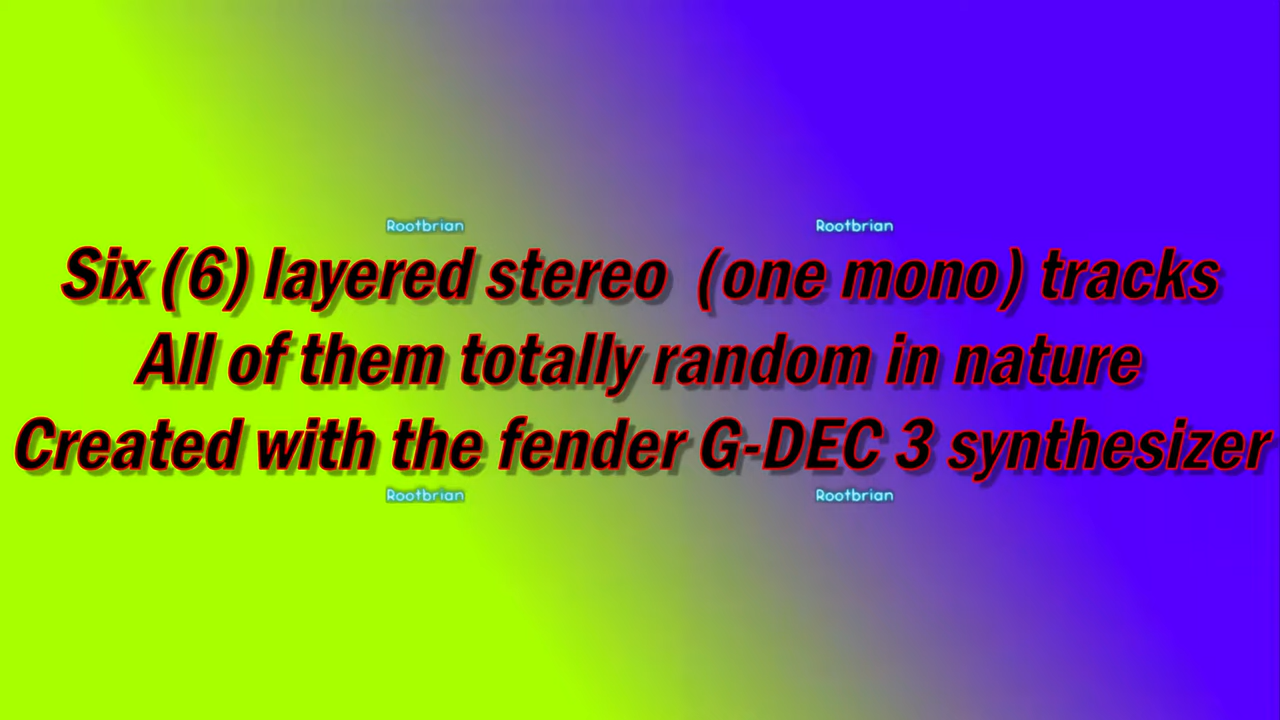 Rootbrian Rootbrian
Six (6) layered stereo  (one mono) tracks
All of them totally random in nature
Created with the fender G-DEC 3 synthesizer
Rootbrian Rootbrian